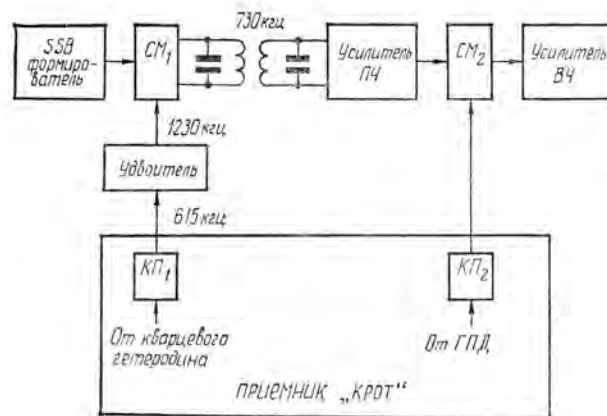 730 кгц
SSB
формиро-
ватель
СМ1
Усилитель
ПЧ
СМ2
Усилитель
ВЧ
1230 кгц
Удвоитель
615 кгц
КП1
КП2
От кварцевого
гетеродина
От ГПД
ПРИЕМНИК „КРОТ“